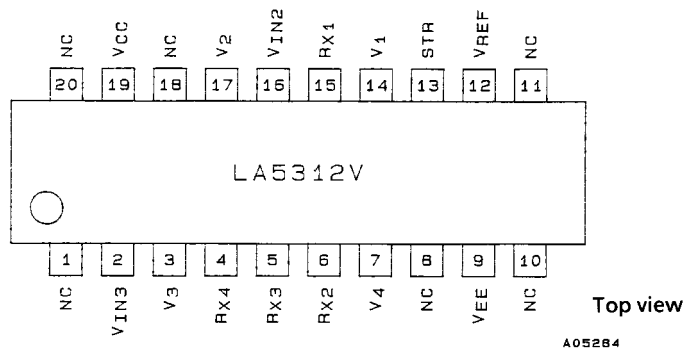 NC VCC NC V2 VIN2 RX1 V1 STR VREF NC
20 19 18 17 16 15 14 13 12 11
LA5312V
1 2 3 4 5 6 7 8 9 10
NC VIN3 V3 RX4 RX3 RX2 V4 NC VEE NC
Top view
A05284